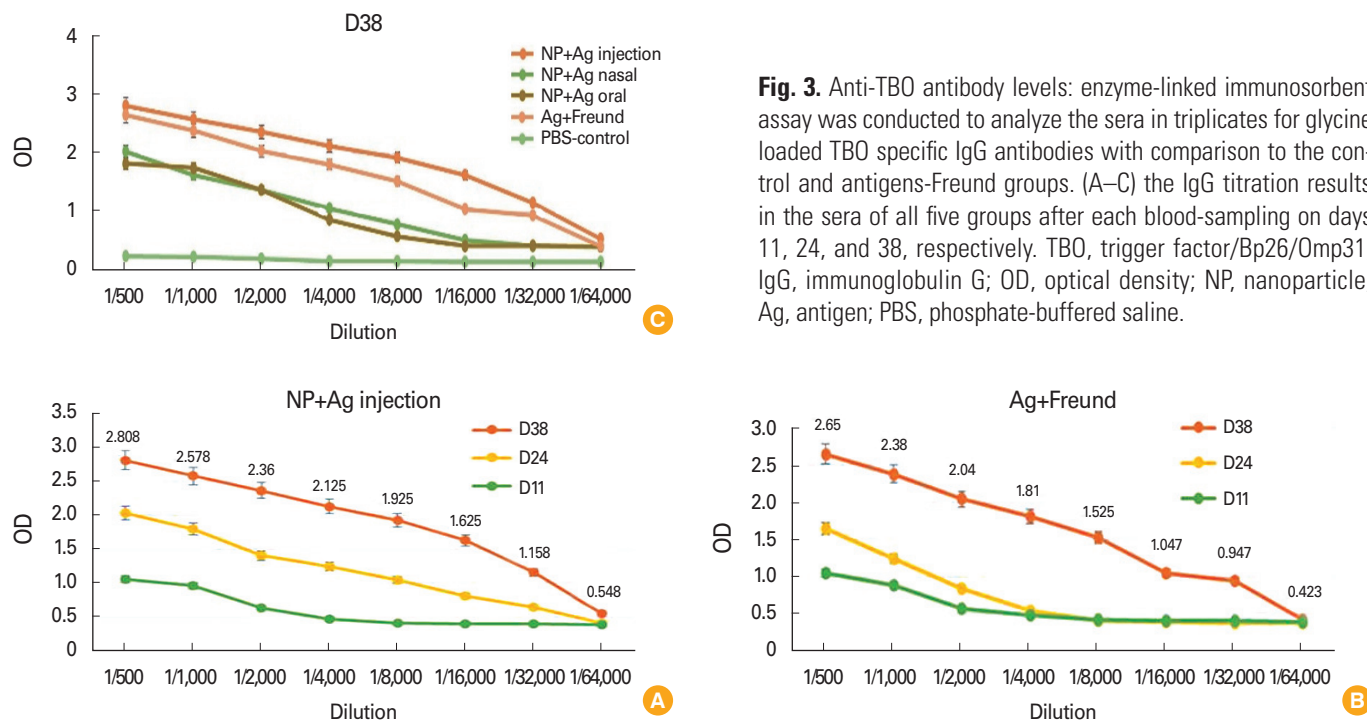 D38
4
3
2
1
0
OD
NP+Ag injection
NP+Ag nasal
NP+Ag oral
Ag+Freund
PBS-control
1/500 1/1,000 1/2,000 1/4,000 1/8,000 1/16,000 1/32,000 1/64,000
Dilution
C
Fig. 3. Anti-TBO antibody levels: enzyme-linked immunosorbent
assay was conducted to analyze the sera in triplicates for glycine
loaded TBO specific IgG antibodies with comparison to the con-
trol and antigens-Freund groups. (A–C) the IgG titration results
in the sera of all five groups after each blood-sampling on days
11, 24, and 38, respectively. TBO, trigger factor/Bp26/Omp31
IgG, immunoglobulin G; OD, optical density; NP, nanoparticle
Ag, antigen; PBS, phosphate-buffered saline.
NP+Ag injection
3.5
3.0
2.5
2.0
1.5
1.0
0.5
0
OD
2.808
2.578
2.36
2.125
1.925
1.625
1.158
0.548
D38
D24
D11
1/500 1/1,000 1/2,000 1/4,000 1/8,000 1/16,000 1/32,000 1/64,000
Dilution
A
Ag+Freund
3.0
2.5
2.0
1.5
1.0
0.5
0
OD
2.65
2.38
2.04
1.81
1.525
1.047
0.947
0.423
D38
D24
D11
1/500 1/1,000 1/2,000 1/4,000 1/8,000 1/16,000 1/32,000 1/64,000
Dilution
B